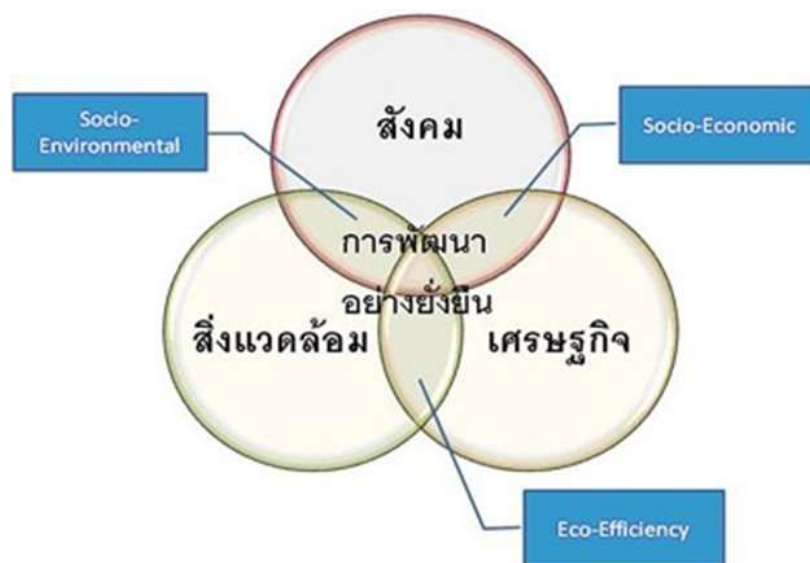 สังคม
Socio-
Environmental
Socio-Economic
การพัฒนา
อย่างยั่งยืน
สิ่งแวดล้อม
เศรษฐกิจ
Eco-Efficiency